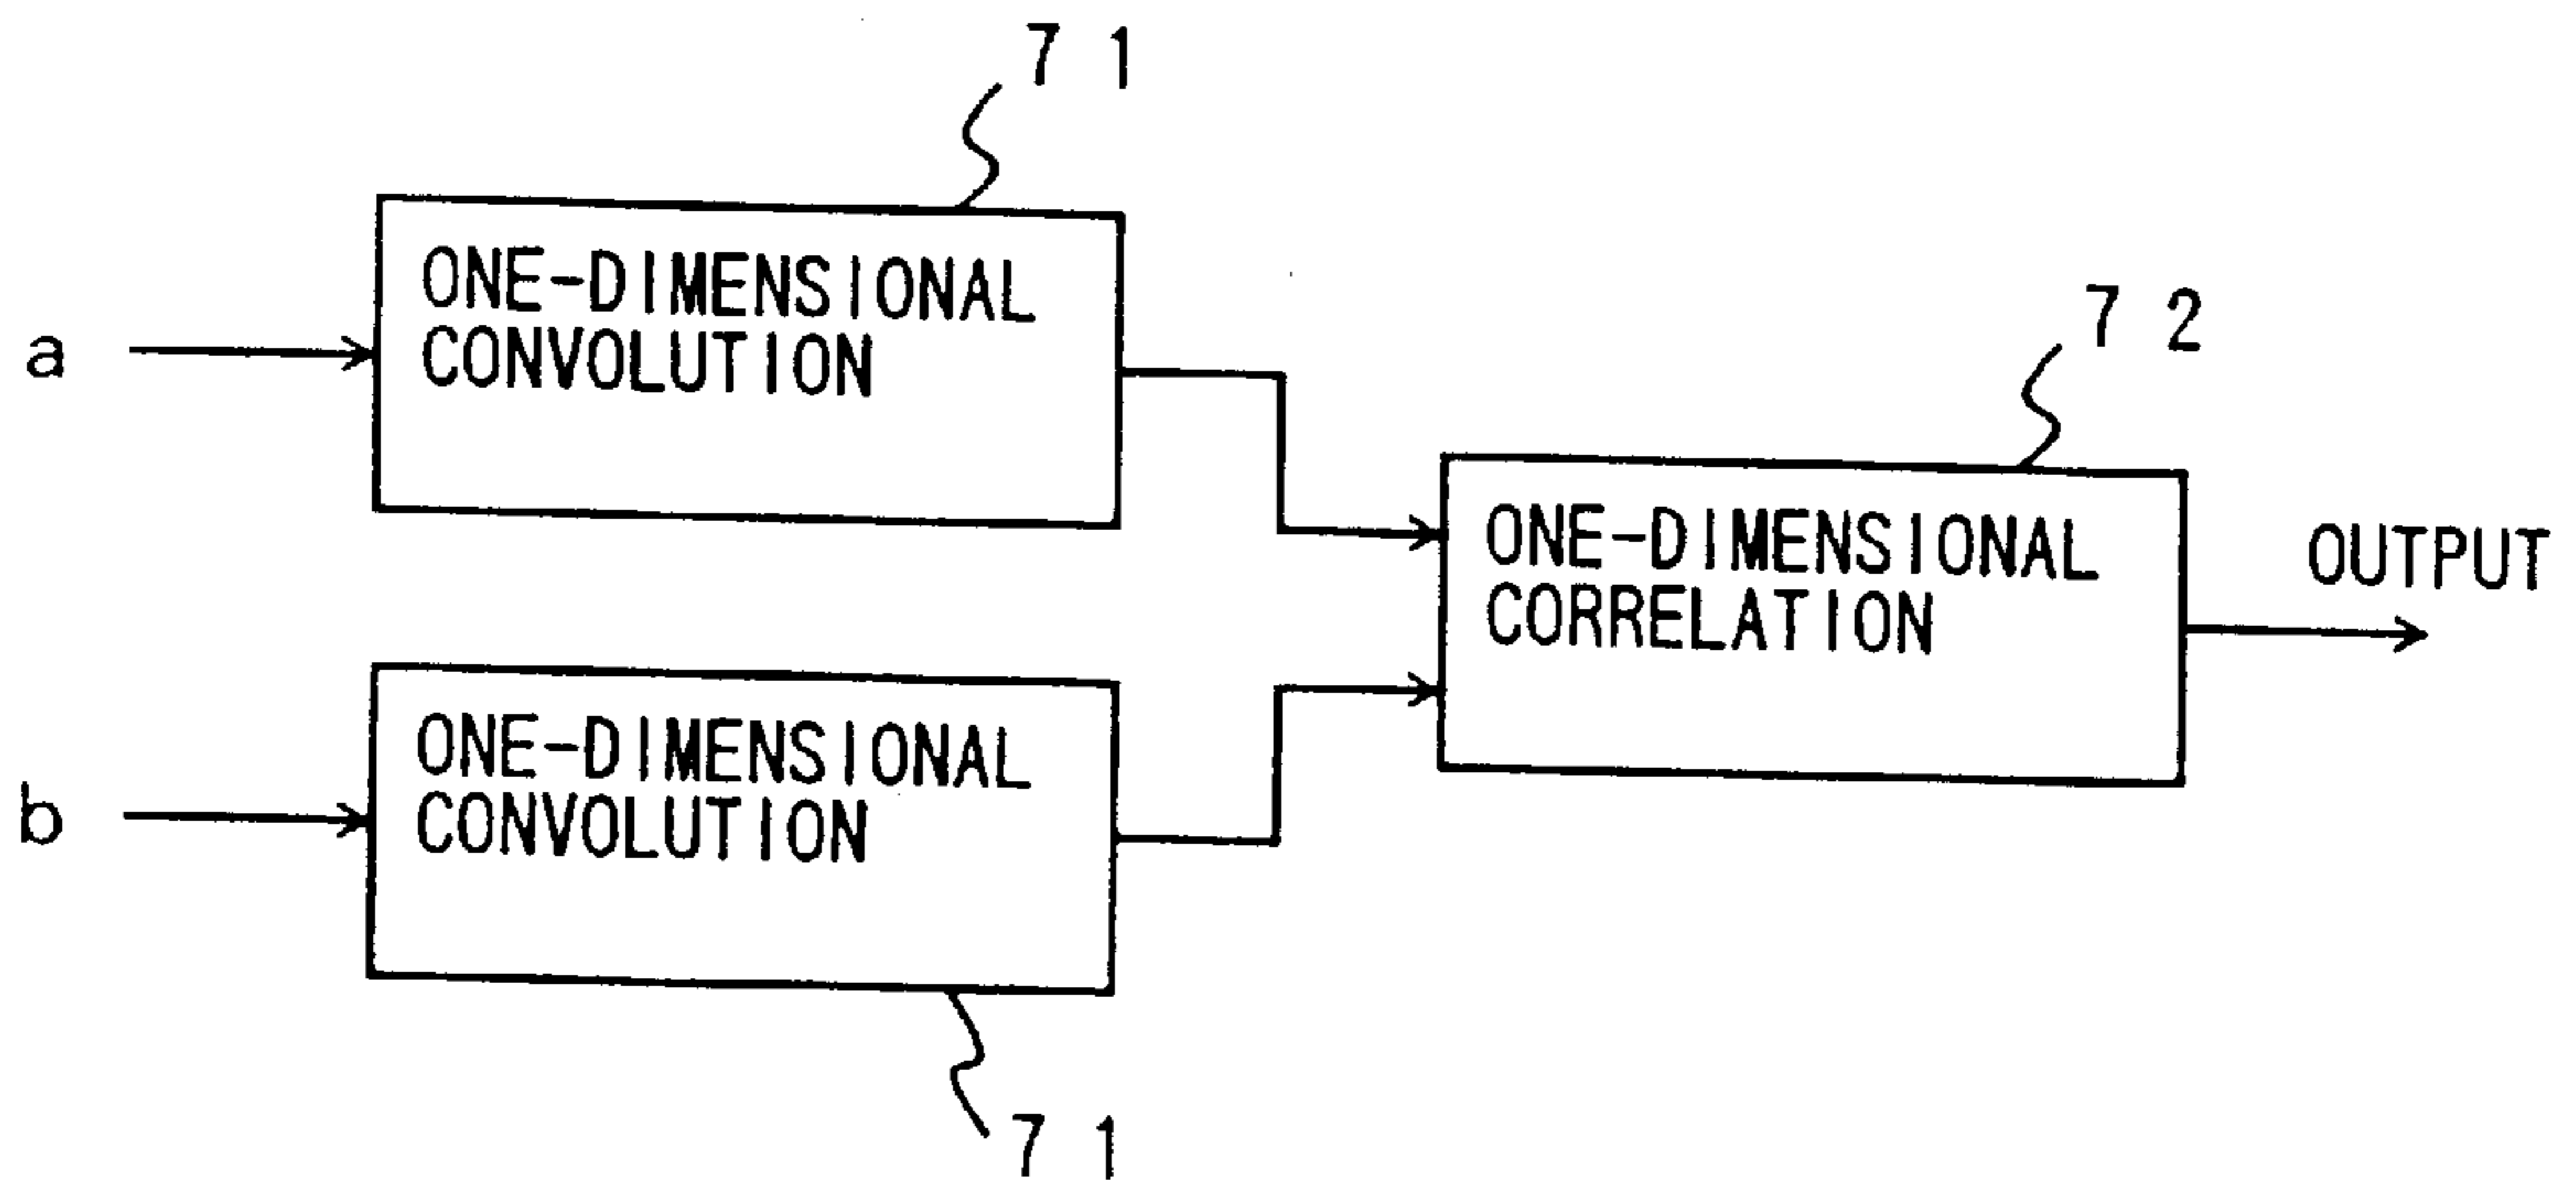 7 1
ONE-DIMENSIONAL
CONVOLUTION
a
7 2
ONE-DIMENSIONAL
CORRELATION
OUTPUT
ONE-DIMENSIONAL
CONVOLUTION
b
7 1